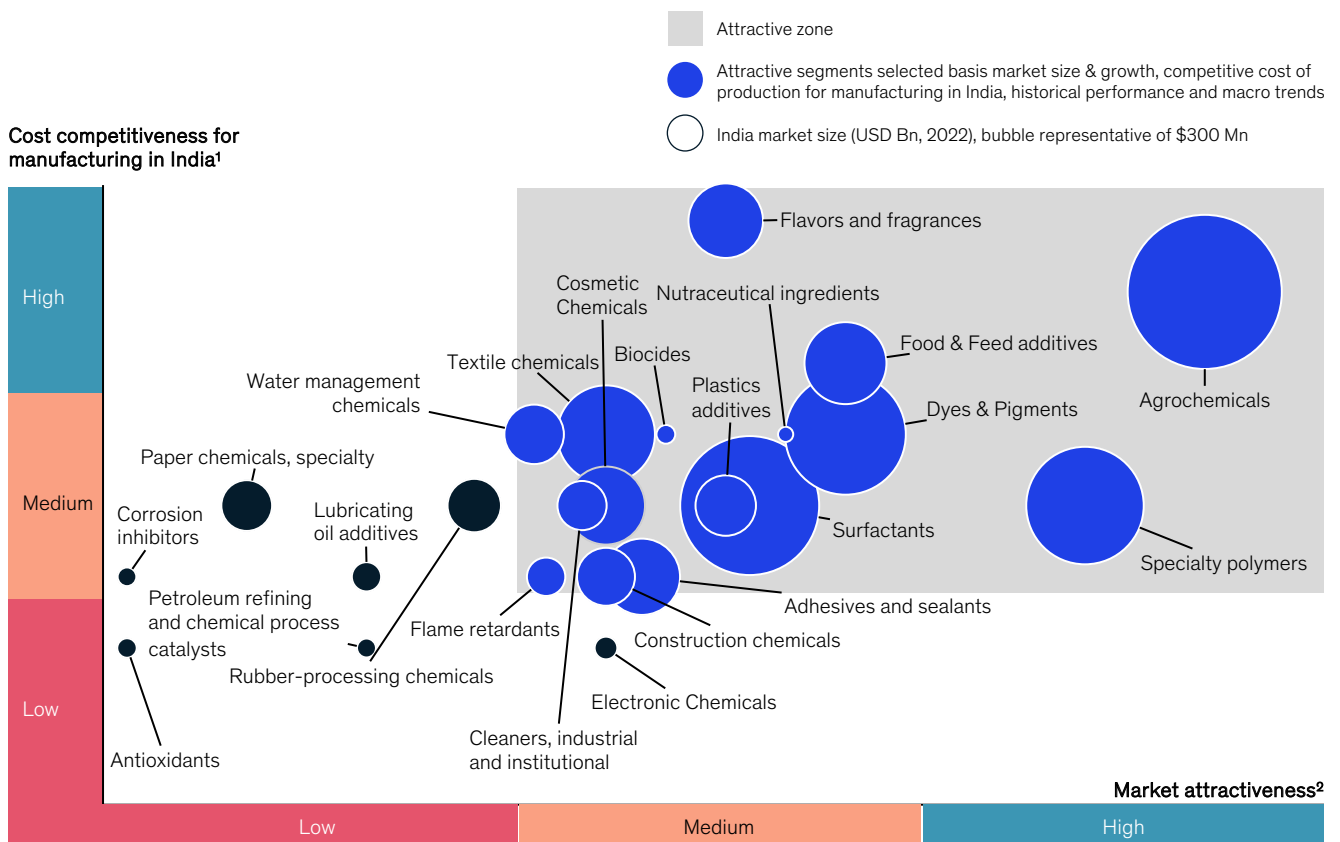 Attractive zone
Attractive segments selected basis market size & growth, competitive cost of
production for manufacturing in India, historical performance and macro trends
India market size (USD Bn, 2022), bubble representative of $300 Mn
Cost competitiveness for
manufacturing in India¹
High
Medium
Low
Flavors and fragrances
Cosmetic
Chemicals
Nutraceutical ingredients
Textile chemicals
Biocides
Food & Feed additives
Water management
chemicals
Plastics
additives
Dyes & Pigments
Agrochemicals
Paper chemicals, specialty
Corrosion
inhibitors
Lubricating
oil additives
Surfactants
Specialty polymers
Petroleum refining
and chemical process
catalysts
Flame retardants
Adhesives and sealants
Construction chemicals
Rubber-processing chemicals
Electronic Chemicals
Cleaners, industrial
and institutional
Antioxidants
Market attractiveness²
Low
Medium
High